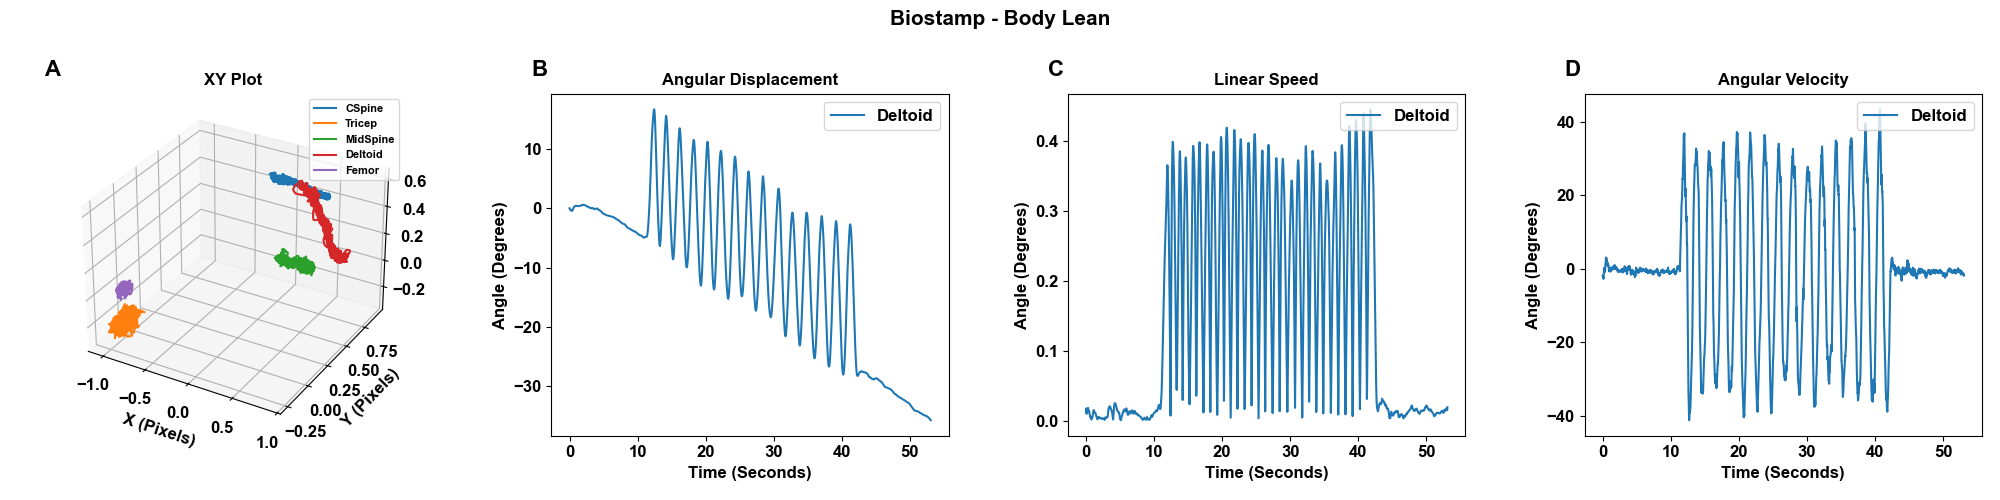 Biostamp - Body Lean
A
XY Plot
CSpine
Tricep
MidSpine
Deltoid
Femor
0.6
0.4
0.2
0.0
−0.2
−1.0
−0.5
0.0
0.5
1.0
X (Pixels)
−0.25
0.00
0.25
0.50
0.75
Y (Pixels)
B
Angular Displacement
Deltoid
Angle (Degrees)
10
0
−10
−20
−30
0 10 20 30 40 50
Time (Seconds)
C
Linear Speed
Deltoid
Angle (Degrees)
0.4
0.3
0.2
0.1
0.0
0 10 20 30 40 50
Time (Seconds)
D
Angular Velocity
Deltoid
Angle (Degrees)
40
20
0
−20
−40
0 10 20 30 40 50
Time (Seconds)